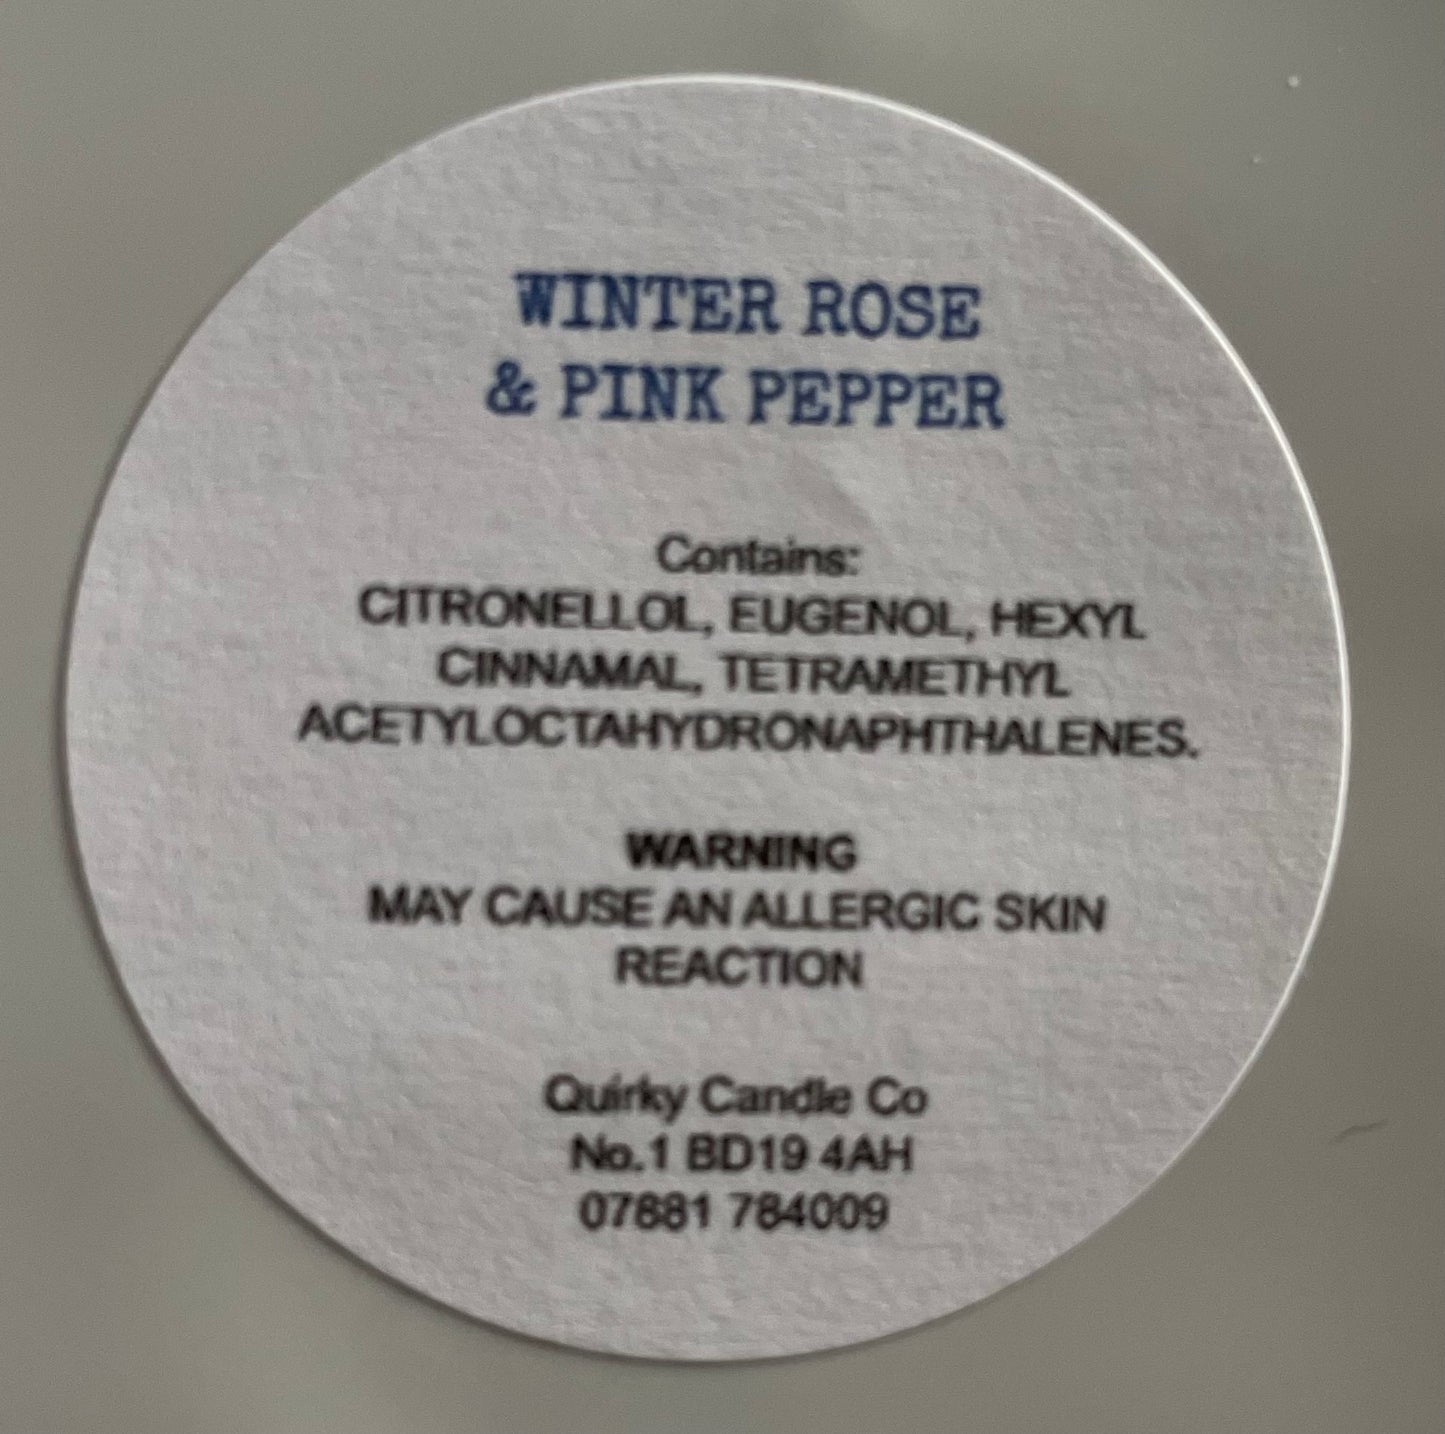 WINTER ROSE
& PINK PEPPER
Contains:
CITRONELLOL, EUGENOL, HEXYL
CINNAMAL, TETRAMETHYL
ACETYLOCTAHYDRONAPHTHALENES.
WARNING
MAY CAUSE AN ALLERGIC SKIN
REACTION
Quirky Candle Co
No.1 BD19 4AH
07881 784009